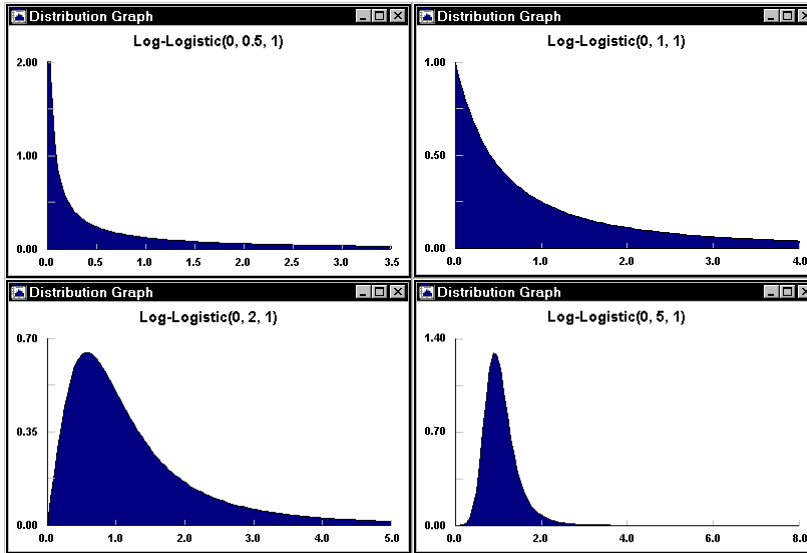 Distribution Graph
Log-Logistic(0, 0.5, 1)
2.00
1.00
0.00
0.0 0.5 1.0 1.5 2.0 2.5 3.0 3.5
Distribution Graph
Log-Logistic(0, 1, 1)
1.00
0.50
0.00
0.0 1.0 2.0 3.0 4.0
Distribution Graph
Log-Logistic(0, 2, 1)
0.70
0.35
0.00
0.0 1.0 2.0 3.0 4.0 5.0
Distribution Graph
Log-Logistic(0, 5, 1)
1.40
0.70
0.00
0.0 2.0 4.0 6.0 8.0